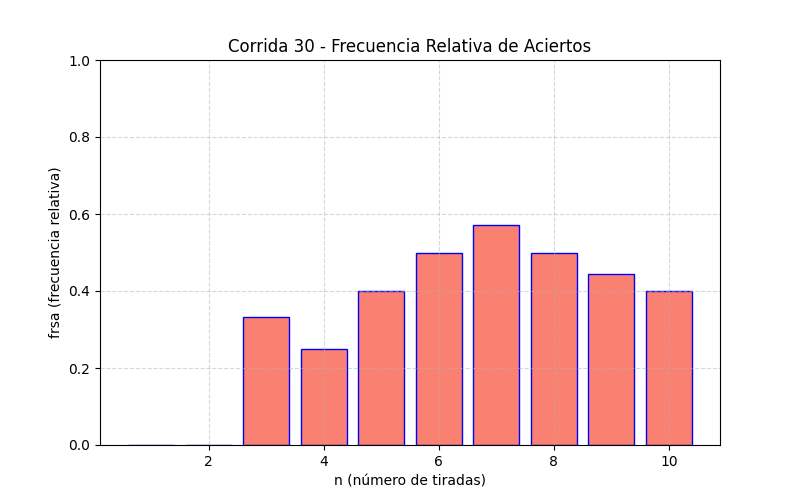 Corrida 30 - Frecuencia Relativa de Aciertos
1.0
0.8
0.6
0.4
0.2
0.0
frsa (frecuencia relativa)
2 4 6 8 10
n (número de tiradas)